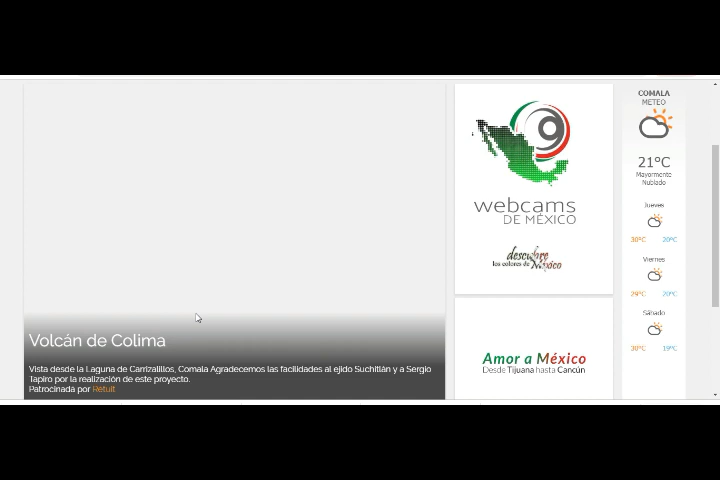 Volcán de Colima
Vista desde la Laguna de Carrizalillos, Comala Agradecemos las facilidades al ejido Suchitlán y a Sergio
Tapiro por la realización de este proyecto.
Patrocinada por Retult
webcams
DE MÉXICO
descubre
los colores de México
Amor a México
Desde Tijuana hasta Cancún
COMALA
METEO
21°C
Mayormente
Nublado
Jueves
30°C 20°C
Viernes
29°C 20°C
Sábado
30°C 19°C